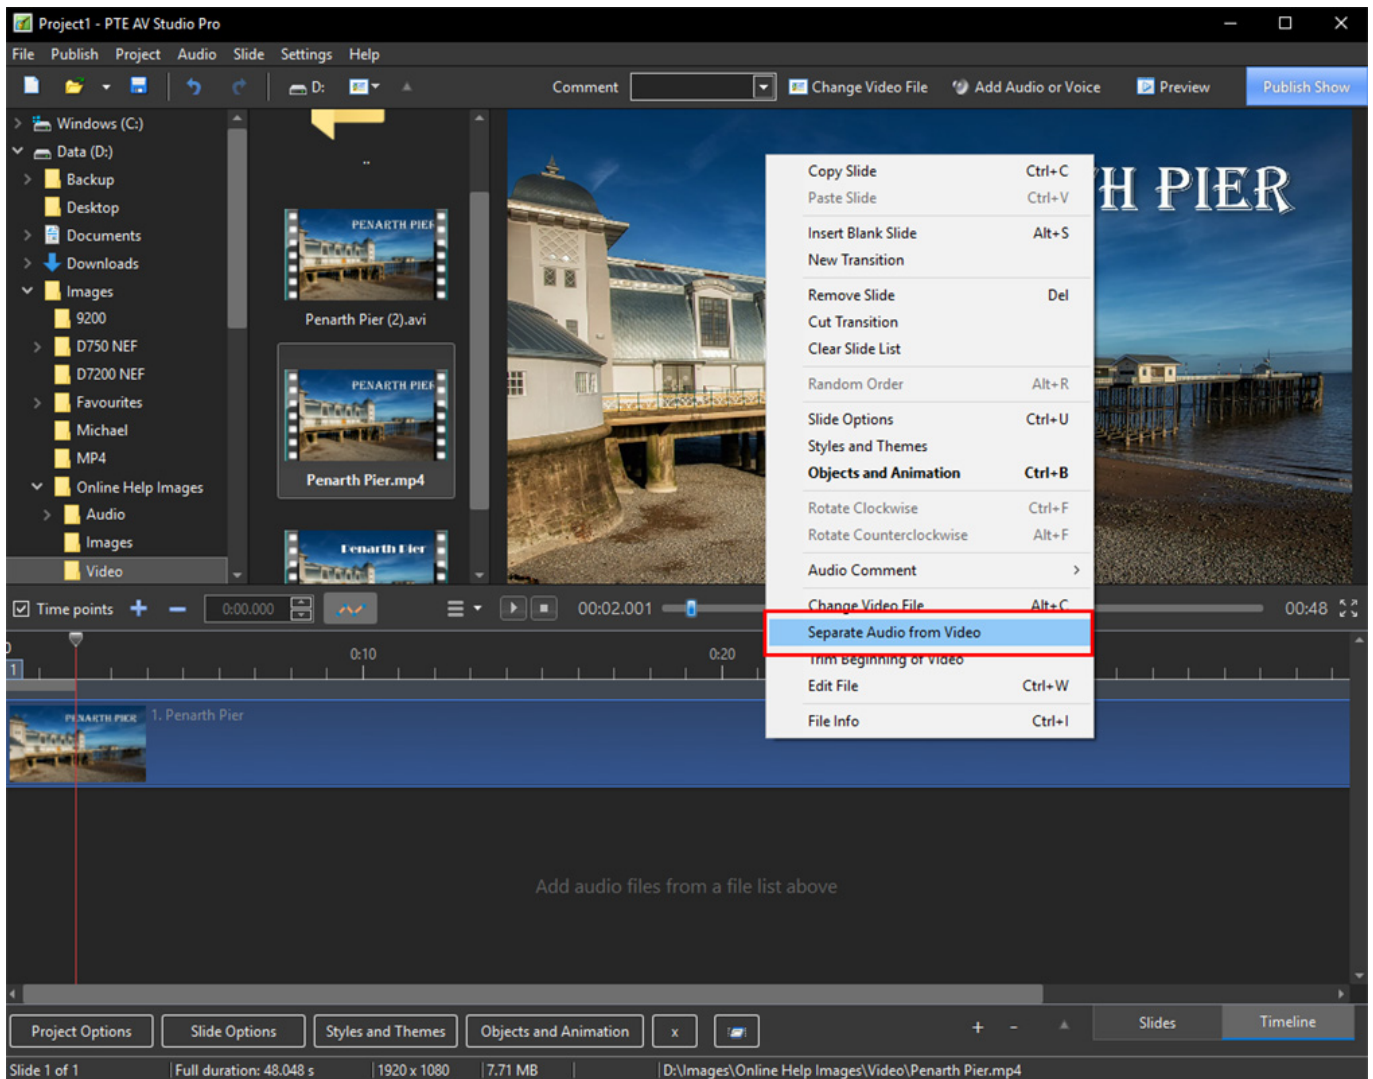 Project1 - PTE AV Studio Pro
File Publish Project Audio Slide Settings Help
D: Comment Change Video File Add Audio or Voice Preview Publish Show
Windows (C:)
Data (D:)
Backup
Desktop
Documents
Downloads
Images
9200
D750 NEF
D7200 NEF
Favourites
Michael
MP4
Online Help Images
Audio
Images
Video
..
PENARTH PIER
Penarth Pier (2).avi
PENARTH PIER
Penarth Pier.mp4
Penarth Pier
H PIER
Copy Slide Ctrl+C
Paste Slide Ctrl+V
Insert Blank Slide Alt+S
New Transition
Remove Slide Del
Cut Transition
Clear Slide List
Random Order Alt+R
Slide Options Ctrl+U
Styles and Themes
Objects and Animation Ctrl+B
Rotate Clockwise Ctrl+F
Rotate Counterclockwise Alt+F
Audio Comment
Change Video File Alt+C
Separate Audio from Video
Trim Beginning of Video
Edit File Ctrl+W
File Info Ctrl+I
Time points 0:00.000 00:02.001 00:48
0:10 0:20
1
PENARTH PIER 1. Penarth Pier
Add audio files from a file list above
Project Options Slide Options Styles and Themes Objects and Animation x + - Slides Timeline
Slide 1 of 1 Full duration: 48.048 s 1920 x 1080 7.71 MB D:\Images\Online Help Images\Video\Penarth Pier.mp4